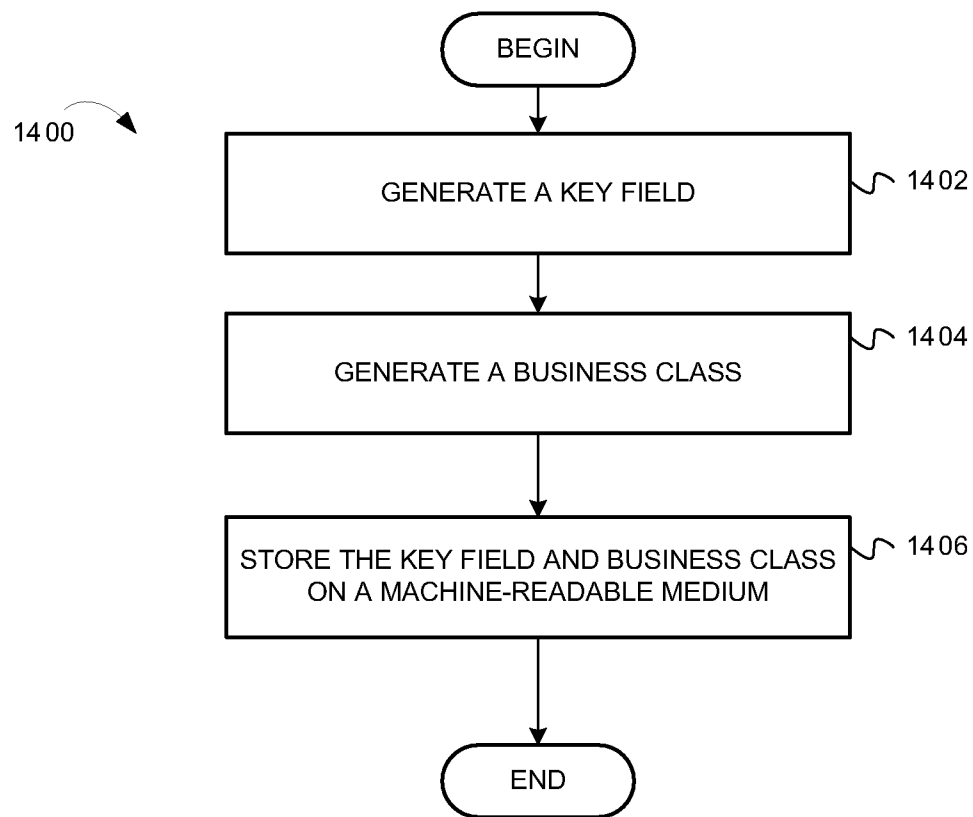 BEGIN
1400
GENERATE A KEY FIELD
1402
GENERATE A BUSINESS CLASS
1404
STORE THE KEY FIELD AND BUSINESS CLASS
ON A MACHINE-READABLE MEDIUM
1406
END